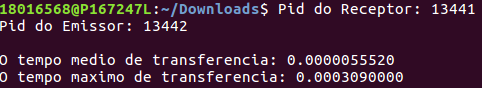 18016568@P167247L:~/Downloads$ Pid do Receptor: 13441
Pid do Emissor: 13442
O tempo medio de transferencia: 0.0000055520
O tempo maximo de transferencia: 0.0003090000